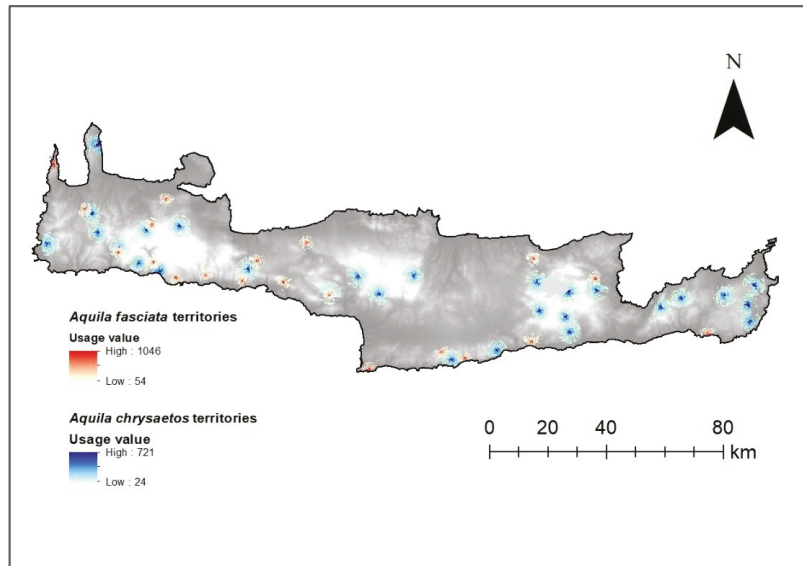 N
Aquila fasciata territories
Usage value
High : 1046
Low : 54
Aquila chrysaetos territories
Usage value
High : 721
Low : 24
0 20 40 80
km